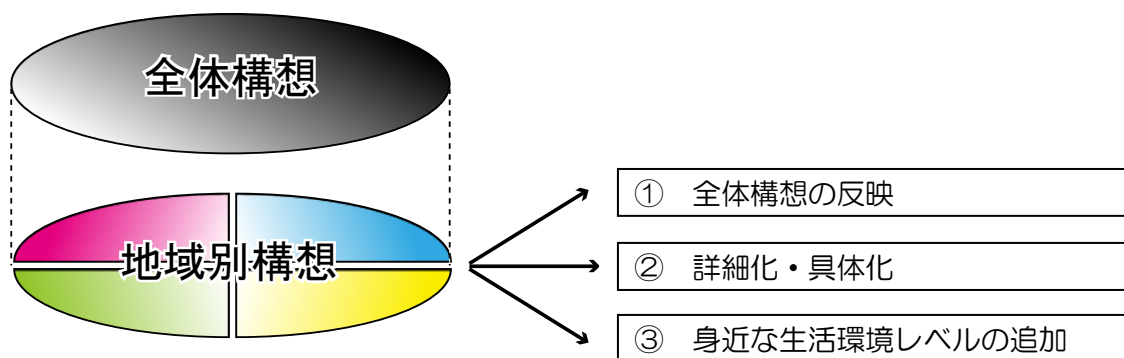 全体構想
地域別構想
① 全体構想の反映
② 詳細化・具体化
③ 身近な生活環境レベルの追加